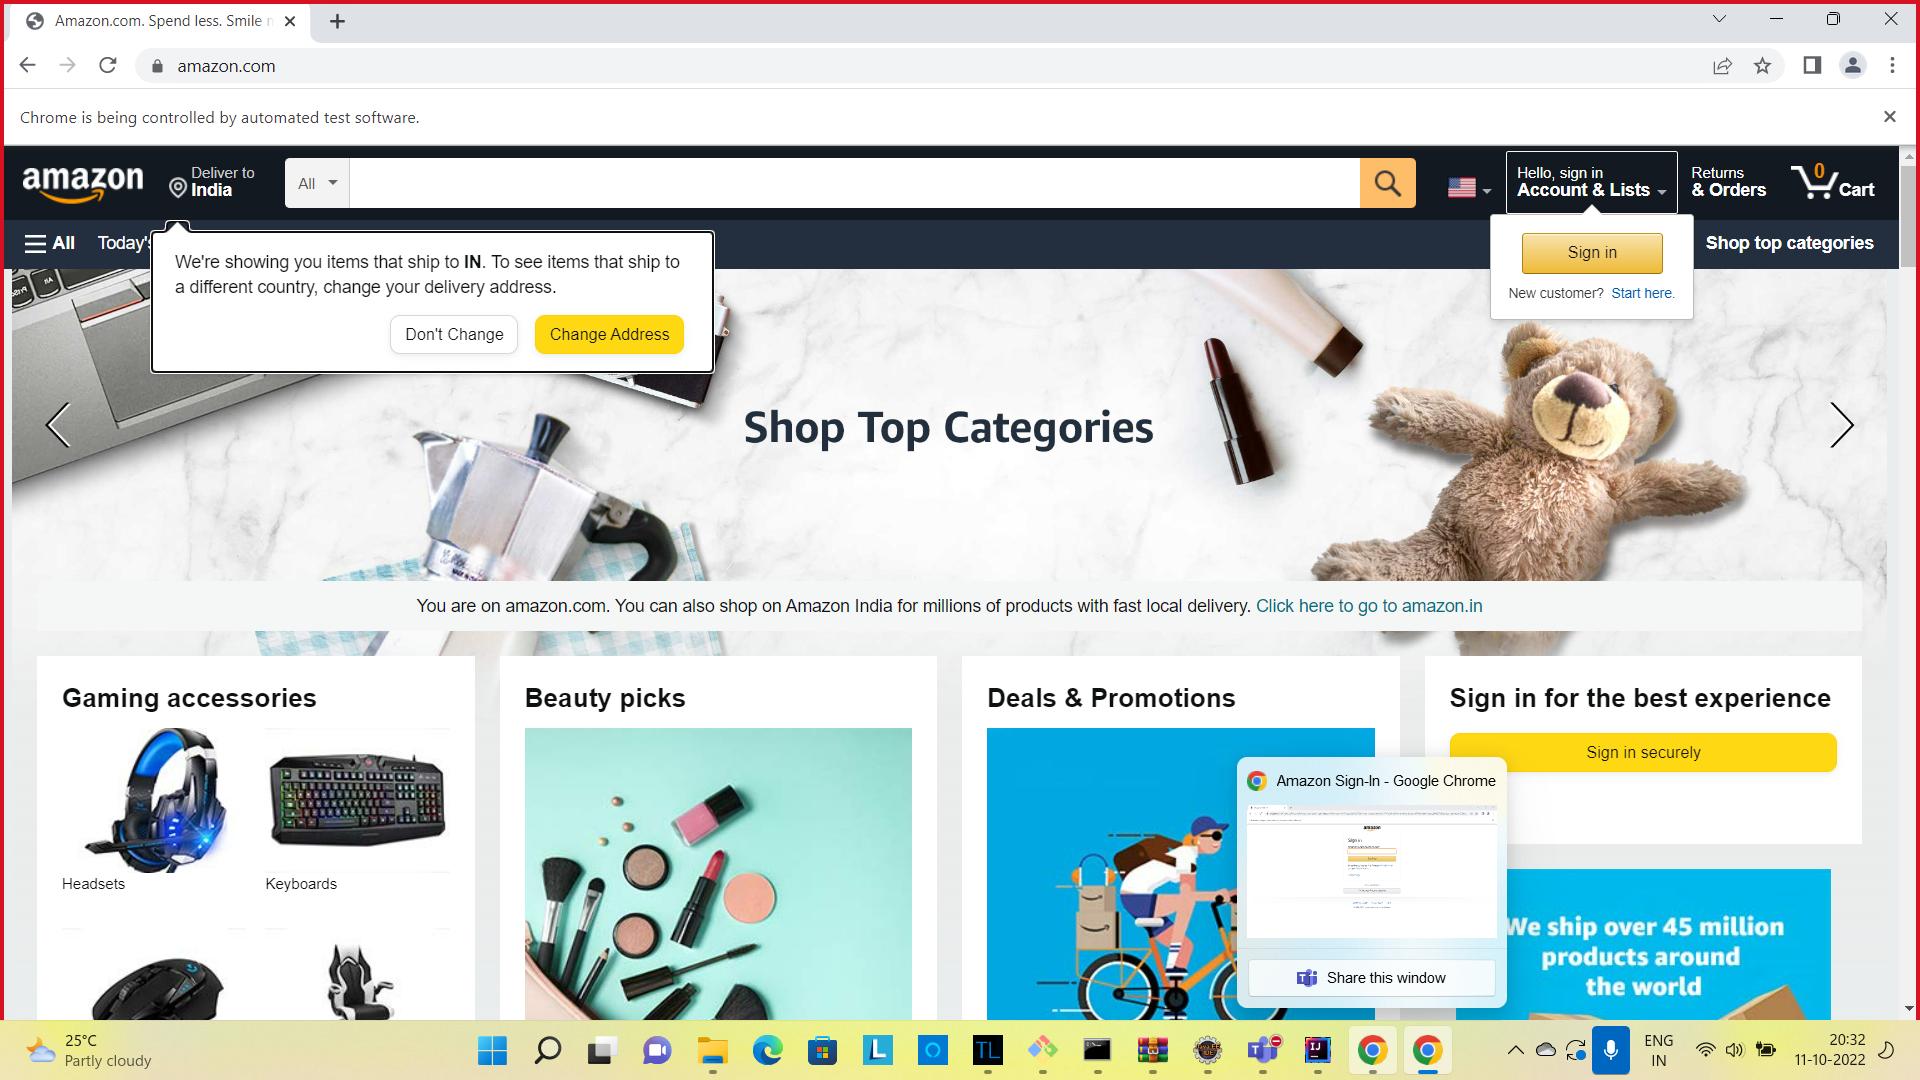 Amazon.com. Spend less. Smile
amazon.com
Chrome is being controlled by automated test software.
amazon
Deliver to
India
All
Hello, sign in
Account & Lists
Returns
& Orders
0
Cart
All
Today's
Shop top categories
We're showing you items that ship to IN. To see items that ship to
a different country, change your delivery address.
Don't Change
Change Address
Sign in
New customer? Start here.
Shop Top Categories
You are on amazon.com. You can also shop on Amazon India for millions of products with fast local delivery. Click here to go to amazon.in
Gaming accessories
Headsets
Keyboards
Beauty picks
Deals & Promotions
Sign in for the best experience
Sign in securely
Amazon Sign-In - Google Chrome
amazon
Share this window
We ship over 45 million
products around
the world
25°C
Partly cloudy
L
TL
IJ
ENG
IN
20:32
11-10-2022